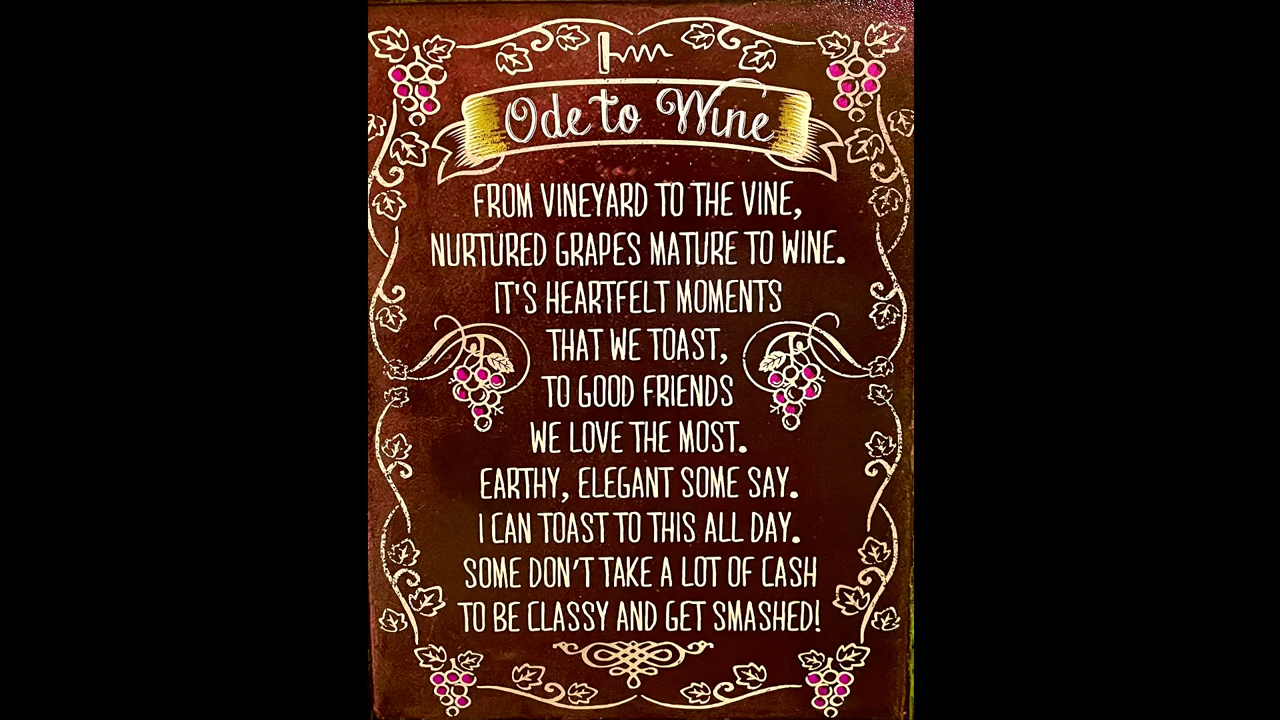 Ode to Wine
FROM VINEYARD TO THE VINE,
NURTURED GRAPES MATURE TO WINE.
IT'S HEARTFELT MOMENTS
THAT WE TOAST,
TO GOOD FRIENDS
WE LOVE THE MOST.
EARTHY, ELEGANT SOME SAY.
I CAN TOAST TO THIS ALL DAY.
SOME DON'T TAKE A LOT OF CASH
TO BE CLASSY AND GET SMASHED!